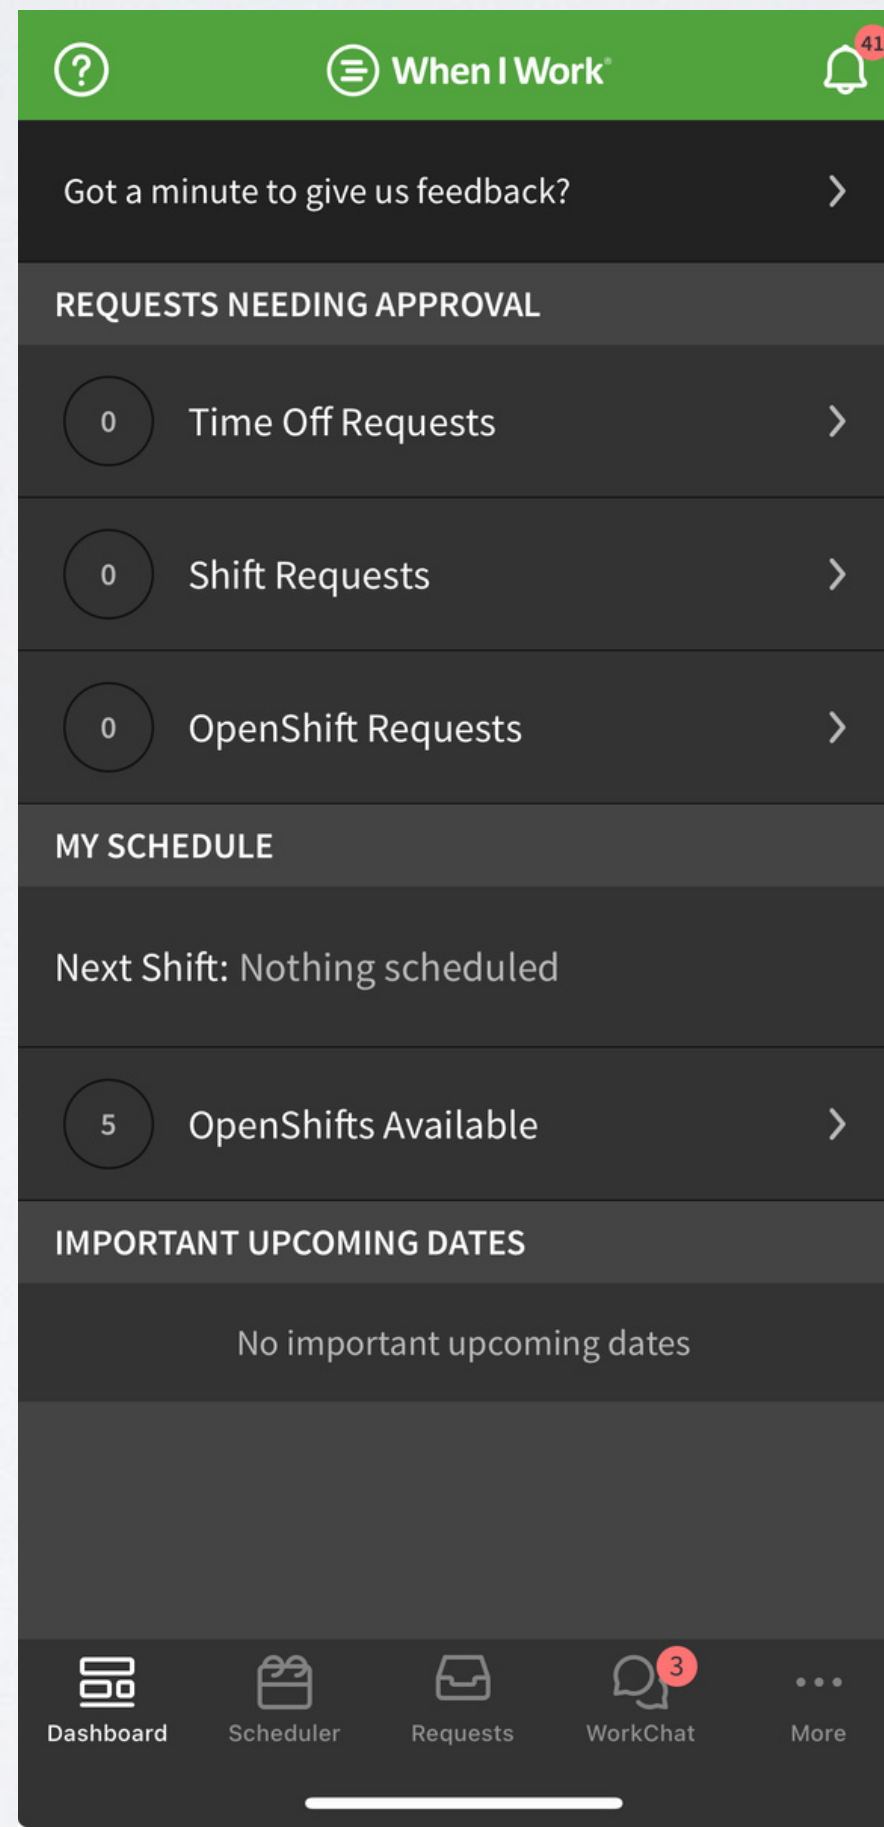 ?
When I Work®
41
Got a minute to give us feedback?
REQUESTS NEEDING APPROVAL
0 Time Off Requests
0 Shift Requests
0 OpenShift Requests
MY SCHEDULE
Next Shift: Nothing scheduled
5 OpenShifts Available
IMPORTANT UPCOMING DATES
No important upcoming dates
3
Dashboard Scheduler Requests WorkChat More